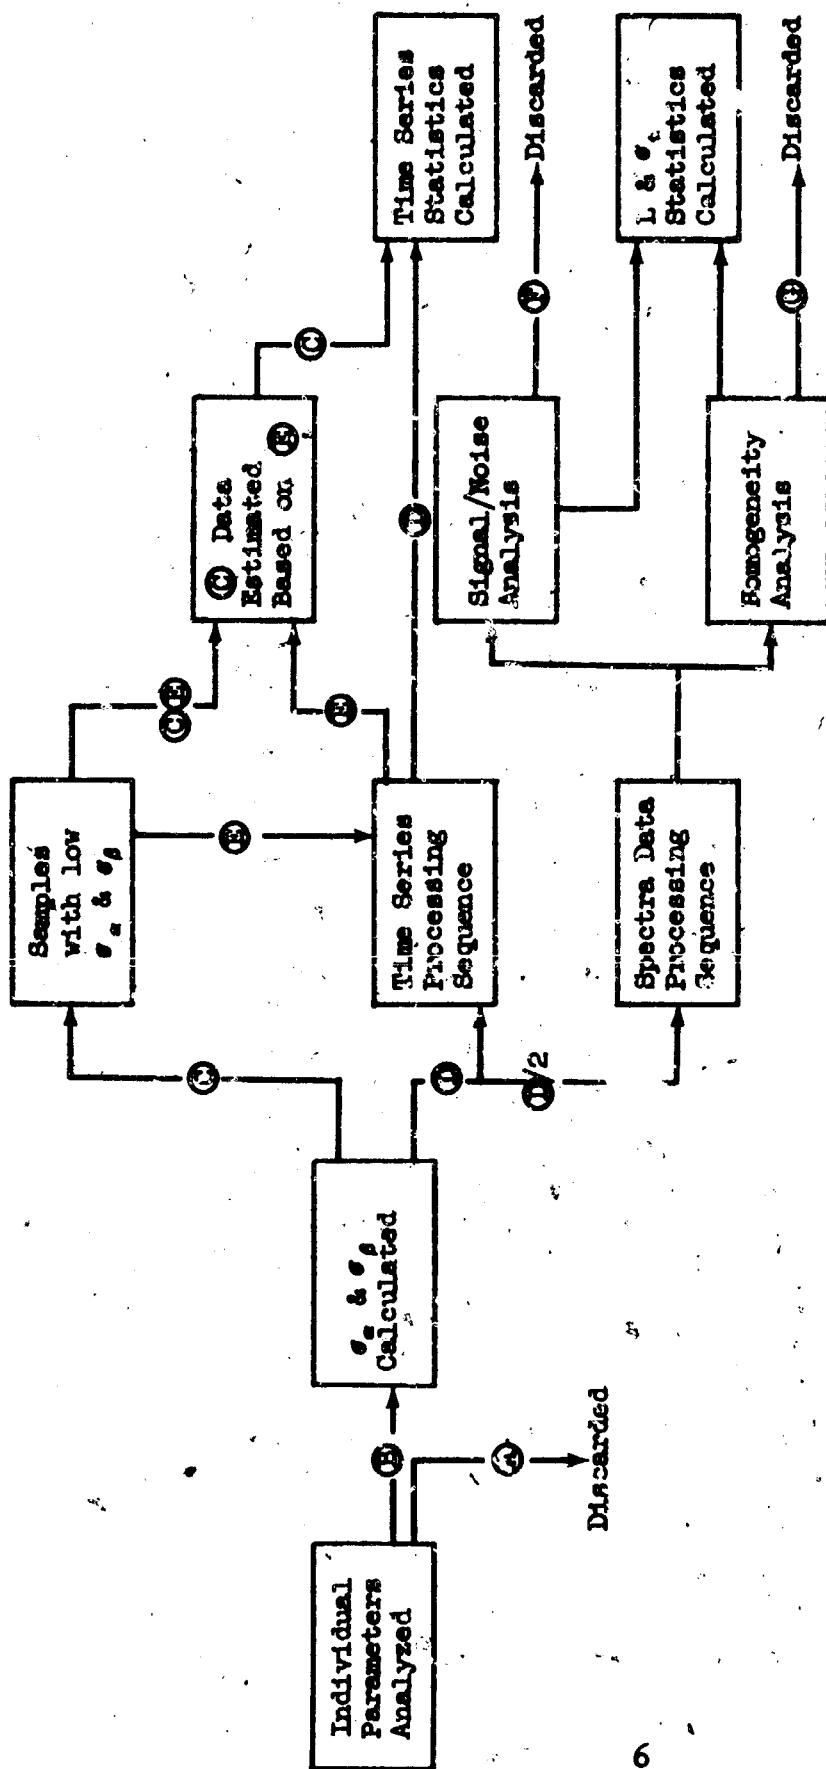 Individual
Parameters
Analyzed
B
A
Discarded
σα & σβ
Calculated
C
D
D/2
Samples
with low
σα & σβ
E
Time Series
Processing
Sequence
Spectra Data
Processing
Sequence
C E
E
C Data
Estimated
Based on E
D
Signal/Noise
Analysis
Homogeneity
Analysis
C
F
Discarded
G
Discarded
Time Series
Statistics
Calculated
L & σt
Statistics
Calculated
6